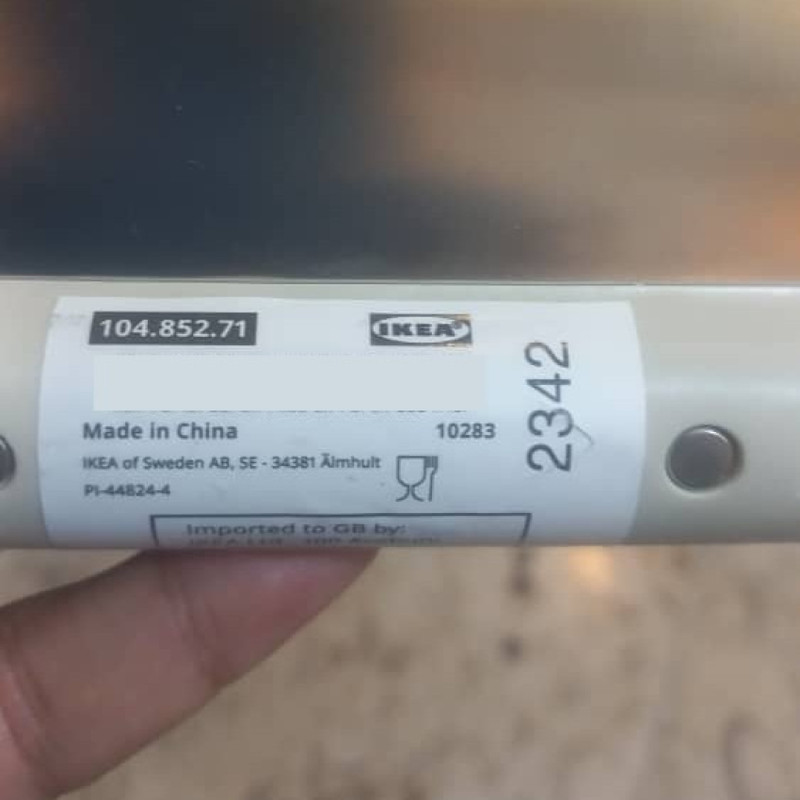 104.852.71
IKEA®
Made in China
10283
IKEA of Sweden AB, SE - 34381 Älmhult
PI-44824-4
Imported to GB by:
2342